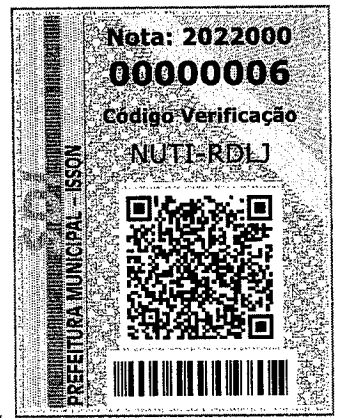 Nota: 2022000
00000006
Código Verificação
NUTI-RDLJ
PREFEITURA MUNICIPAL - ISSON